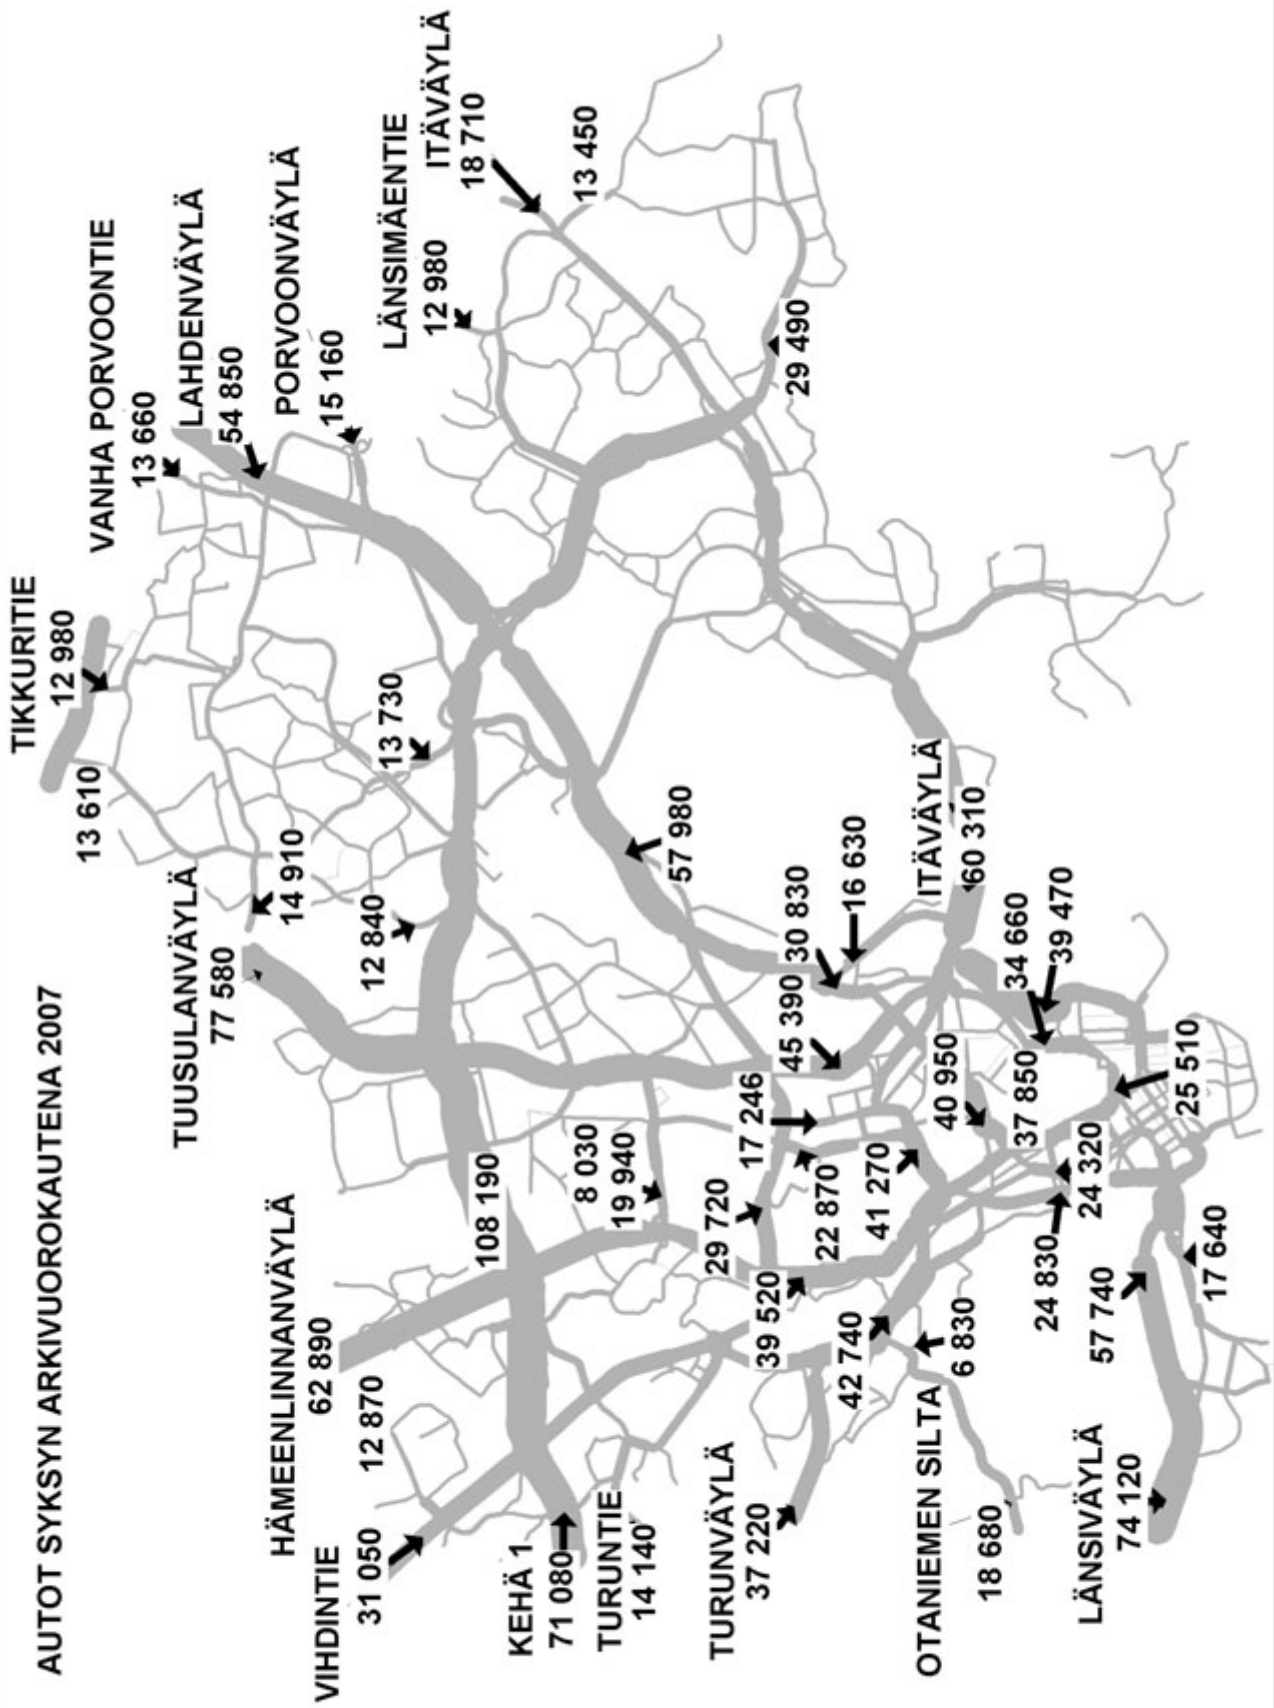 AUTOT SYKSYN ARKIVUOROKAUTENA 2007
TIKKURITIE
12 980
13 610
VANHA PORVOONTIE
13 660
LAHDENVÄYLÄ
54 850
PORVOONVÄYLÄ
15 160
LÄNSIMÄENTIE
12 980
ITÄVÄYLÄ
18 710
13 450
29 490
TUUSULANVÄYLÄ
77 580
14 910
12 840
13 730
57 980
HÄMEENLINNANVÄYLÄ
62 890
12 870
108 190
VIHDINTIE
31 050
KEHÄ 1
71 080
TURUNTIE
14 140
8 030
19 940
29 720
17 246
45 390
30 830
16 630
ITÄVÄYLÄ
60 310
22 870
41 270
40 950
37 850
34 660
39 470
39 520
42 740
6 830
24 830
24 320
25 510
TURUNVÄYLÄ
37 220
OTANIEMEN SILTA
18 680
57 740
17 640
LÄNSIVÄYLÄ
74 120